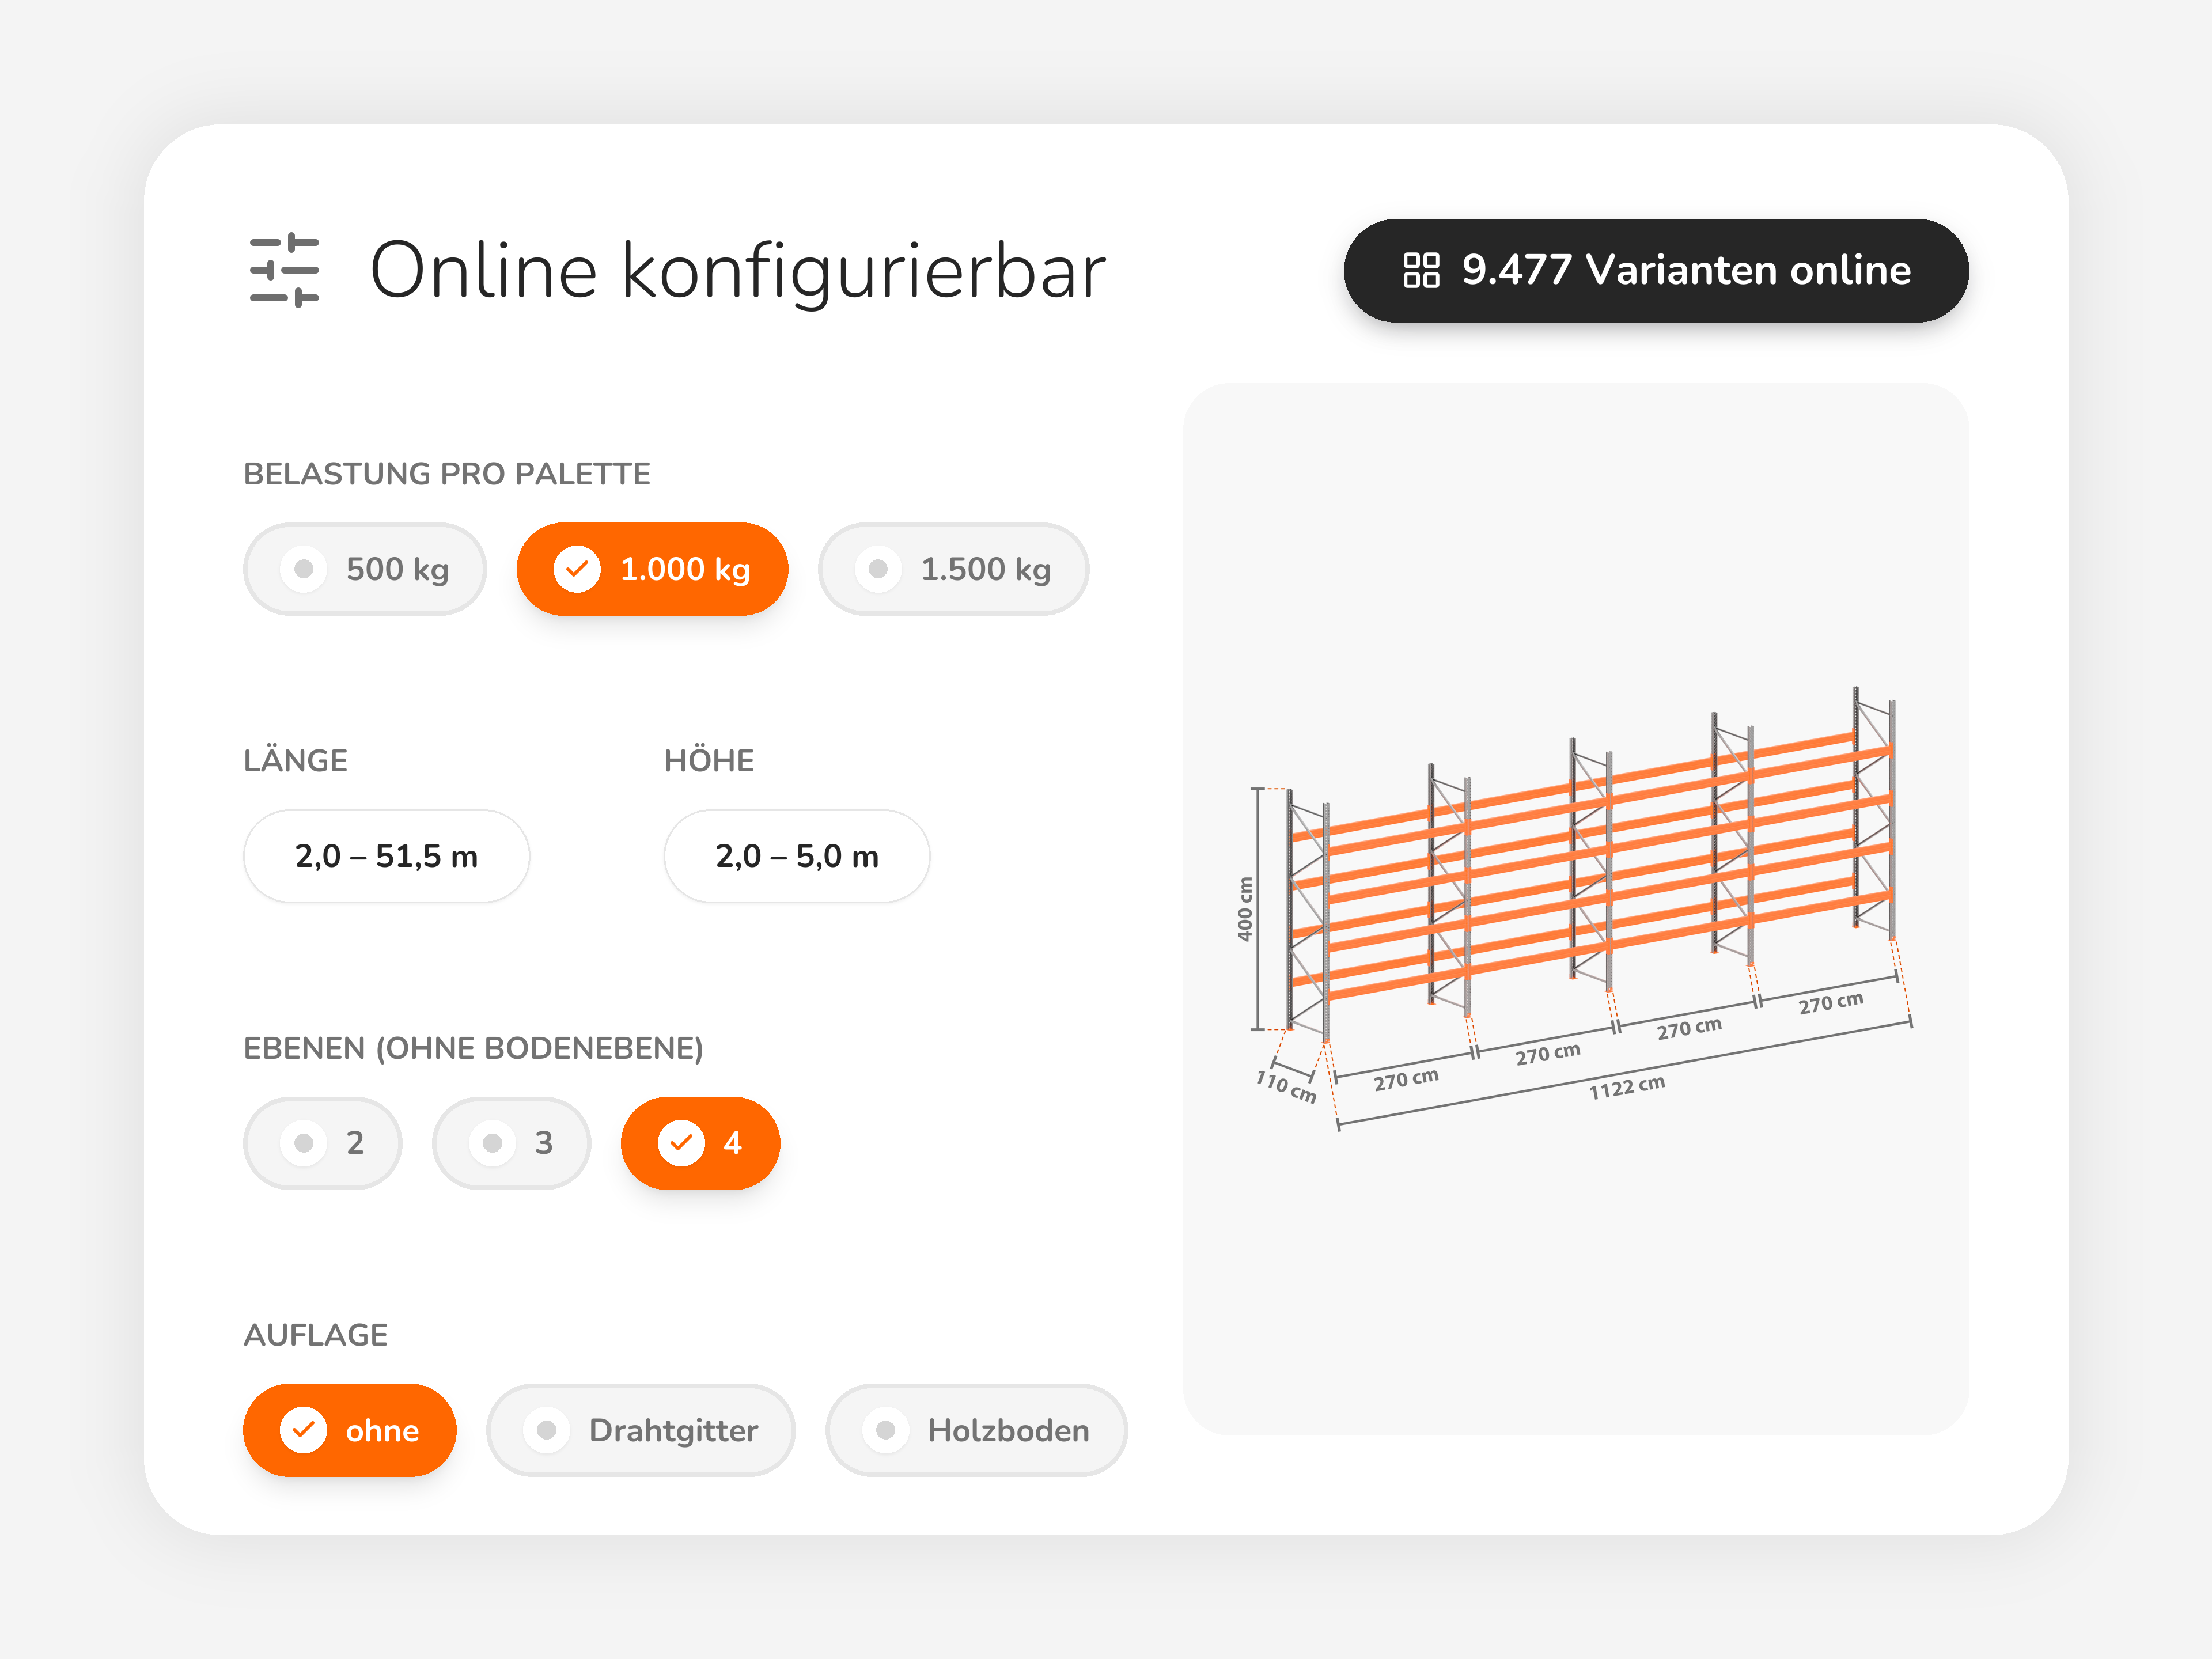 Online konfigurierbar
9.477 Varianten online
BELASTUNG PRO PALETTE
500 kg
1.000 kg
1.500 kg
LÄNGE
HÖHE
2,0 – 51,5 m
2,0 – 5,0 m
EBENEN (OHNE BODENEBENE)
2
3
4
AUFLAGE
ohne
Drahtgitter
Holzboden
400 cm
110 cm
270 cm
270 cm
270 cm
270 cm
1122 cm